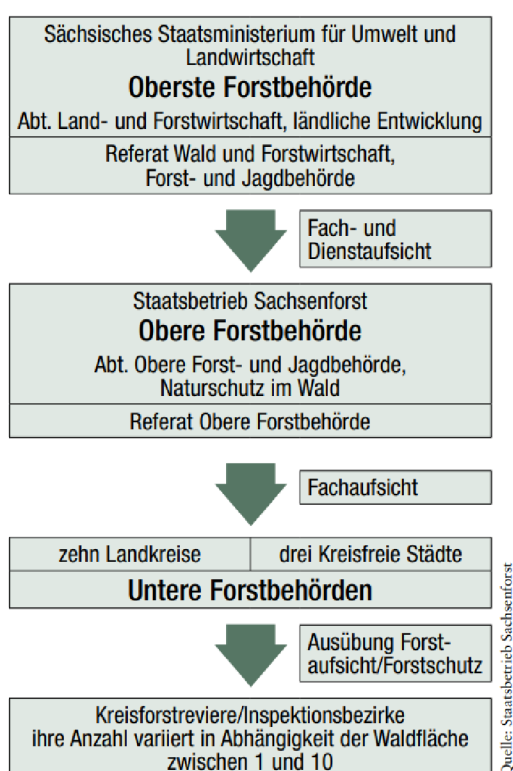 Sächsisches Staatsministerium für Umwelt und
Landwirtschaft
Oberste Forstbehörde
Abt. Land- und Forstwirtschaft, ländliche Entwicklung
Referat Wald und Forstwirtschaft,
Forst- und Jagdbehörde
Fach- und
Dienstaufsicht
Staatsbetrieb Sachsenforst
Obere Forstbehörde
Abt. Obere Forst- und Jagdbehörde,
Naturschutz im Wald
Referat Obere Forstbehörde
Fachaufsicht
zehn Landkreise
drei Kreisfreie Städte
Untere Forstbehörden
Ausübung Forst-
aufsicht/Forstschutz
Kreisforstreviere/Inspektionsbezirke
ihre Anzahl variiert in Abhängigkeit der Waldfläche
zwischen 1 und 10
Quelle: Staatsbetrieb Sachsenforst